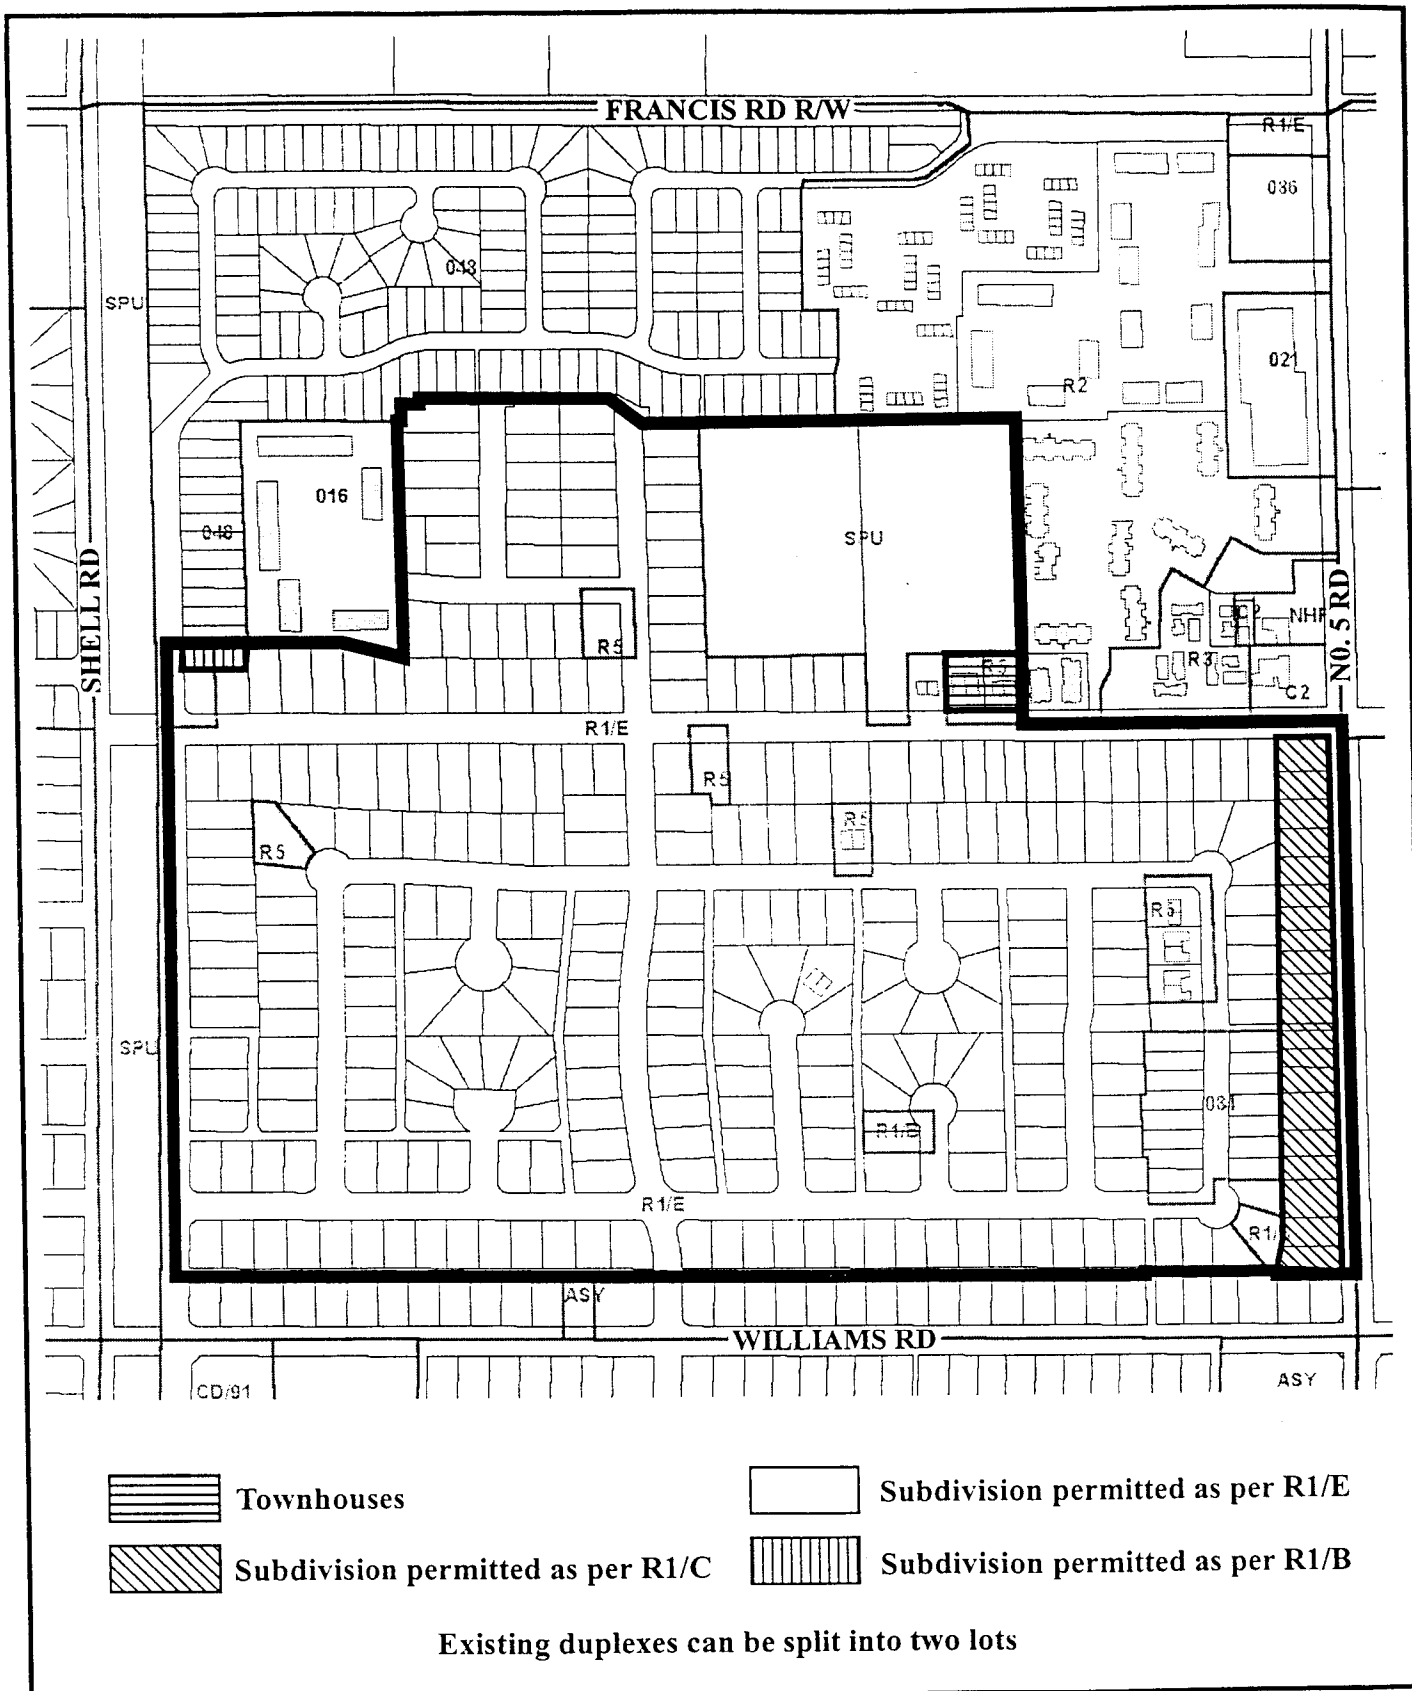 FRANCIS RD R/W
R1/E
036
043
SPU
021
R2
016
SPU
048
SHELL RD
NO. 5 RD
NHF
R5
R5
R3
C2
R1/E
R5
R5
R5
R5
SPU
034
R1/B
R1/E
R1/
ASY
WILLIAMS RD
CD/91
ASY
Townhouses
Subdivision permitted as per R1/E
Subdivision permitted as per R1/C
Subdivision permitted as per R1/B
Existing duplexes can be split into two lots